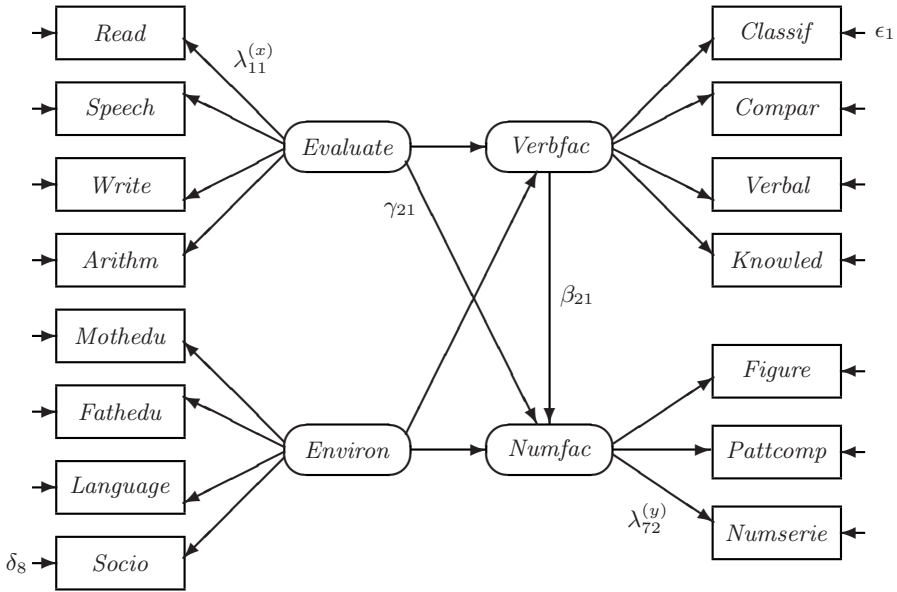 Read
Classif
ϵ₁
λ₁₁⁽ˣ⁾
Speech
Compar
Evaluate
Verbfac
Write
Verbal
γ₂₁
Arithm
Knowled
β₂₁
Mothedu
Figure
Fathedu
Environ
Numfac
Pattcomp
Language
λ₇₂⁽ʸ⁾
Numserie
δ₈
Socio